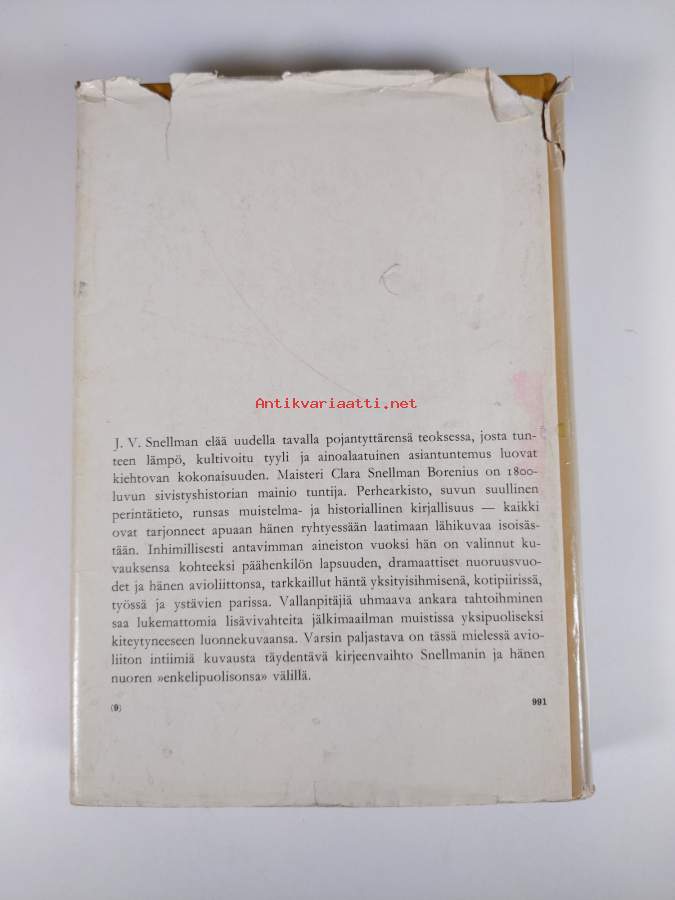 Antikvariaatti.net
J. V. Snellman elää uudella tavalla pojantyttärensä teoksessa, josta tun-
teen lämpö, kultivoitu tyyli ja ainoalaatuinen asiantuntemus luovat
kiehtovan kokonaisuuden. Maisteri Clara Snellman Borenius on 1800-
luvun sivistyshistorian mainio tuntija. Perhearkisto, suvun suullinen
perintätieto, runsas muistelma- ja historiallinen kirjallisuus — kaikki
ovat tarjonneet apuaan hänen ryhtyessään laatimaan lähikuvaa isoisäs-
tään. Inhimillisesti antavimman aineiston vuoksi hän on valinnut ku-
vauksensa kohteeksi päähenkilön lapsuuden, dramaattiset nuoruusvuo-
det ja hänen avioliittonsa, tarkkaillut häntä yksityisihmisenä, kotipiirissä,
työssä ja ystävien parissa. Vallanpitäjiä uhmaava ankara tahtoihminen
saa lukemattomia lisävivahteita jälkimaailman muistissa yksipuoliseksi
kiteytyneeseen luonnekuvaansa. Varsin paljastava on tässä mielessä avio-
liiton intiimiä kuvausta täydentävä kirjeenvaihto Snellmanin ja hänen
nuoren »enkelipuolisonsa» välillä.
(9) 991